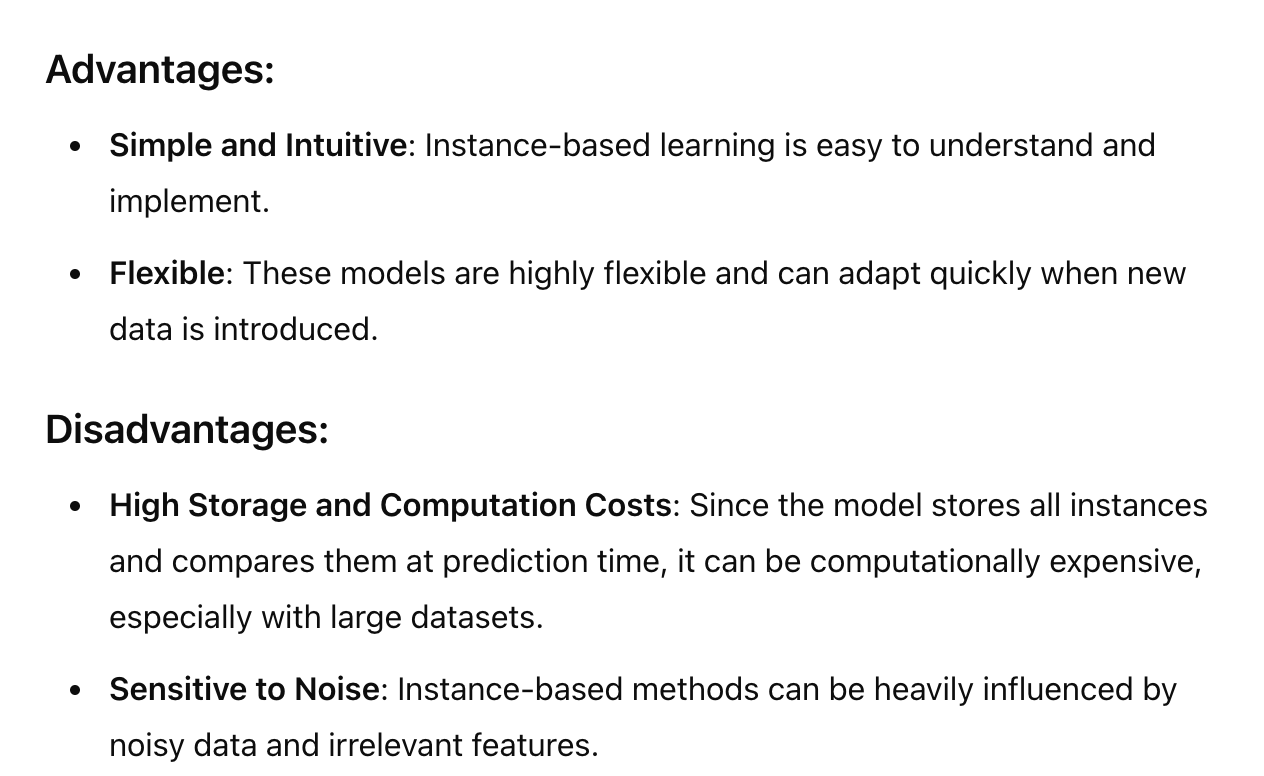 Advantages:
• Simple and Intuitive: Instance-based learning is easy to understand and
implement.
• Flexible: These models are highly flexible and can adapt quickly when new
data is introduced.
Disadvantages:
• High Storage and Computation Costs: Since the model stores all instances
and compares them at prediction time, it can be computationally expensive,
especially with large datasets.
• Sensitive to Noise: Instance-based methods can be heavily influenced by
noisy data and irrelevant features.